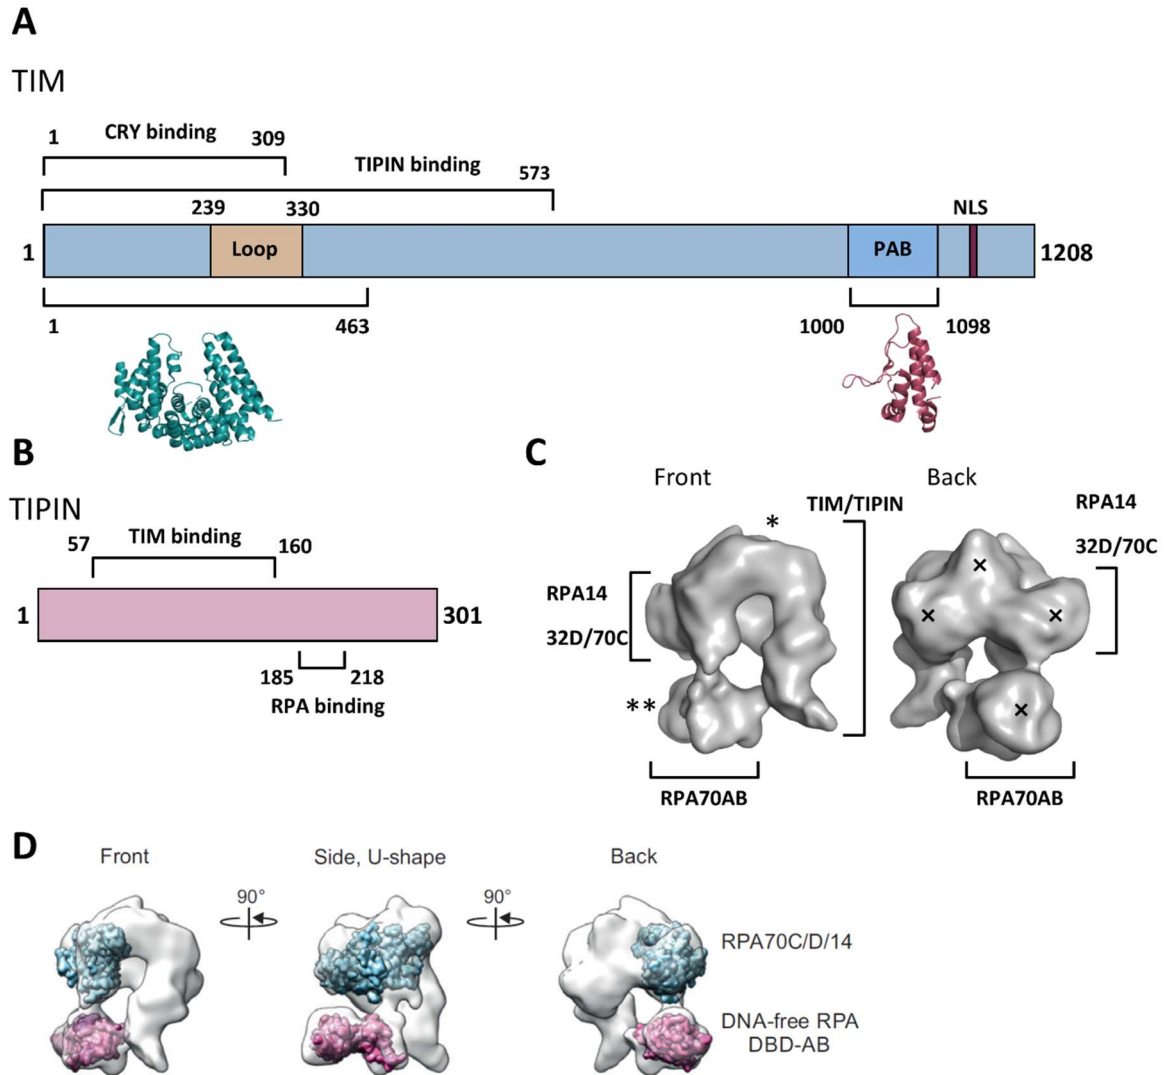 A
TIM
1 CRY binding 309
TIPIN binding 573
239 330 NLS
1 Loop PAB 1208
1 463 1000 1098
B
TIPIN
57 TIM binding 160
1 301
185 218
RPA binding
C
Front Back
* TIM/TIPIN RPA14
32D/70C
RPA14
32D/70C
× × ×
** ×
RPA70AB RPA70AB
D
Front Side, U-shape Back
90° 90°
RPA70C/D/14
DNA-free RPA
DBD-AB